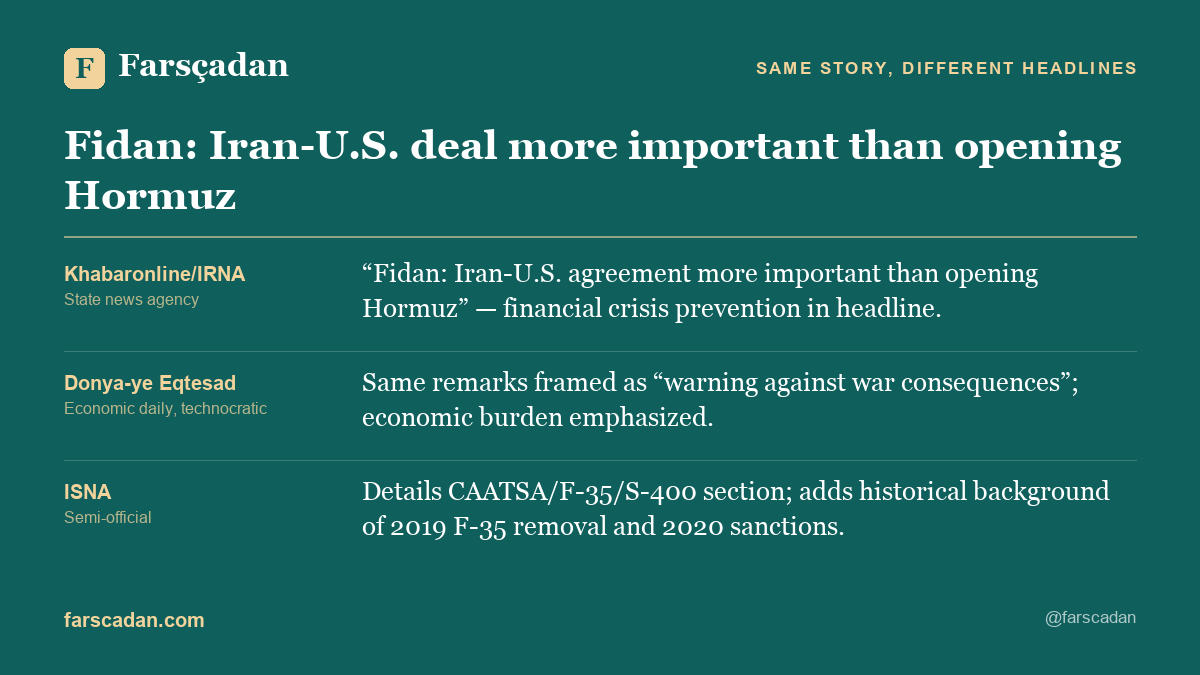 F Farsçadan
SAME STORY, DIFFERENT HEADLINES
Fidan: Iran-U.S. deal more important than opening
Hormuz
Khabaronline/IRNA
State news agency
“Fidan: Iran-U.S. agreement more important than opening
Hormuz” — financial crisis prevention in headline.
Donya-ye Eqtesad
Economic daily, technocratic
Same remarks framed as “warning against war consequences”;
economic burden emphasized.
ISNA
Semi-official
Details CAATSA/F-35/S-400 section; adds historical background
of 2019 F-35 removal and 2020 sanctions.
farscadan.com
@farscadan